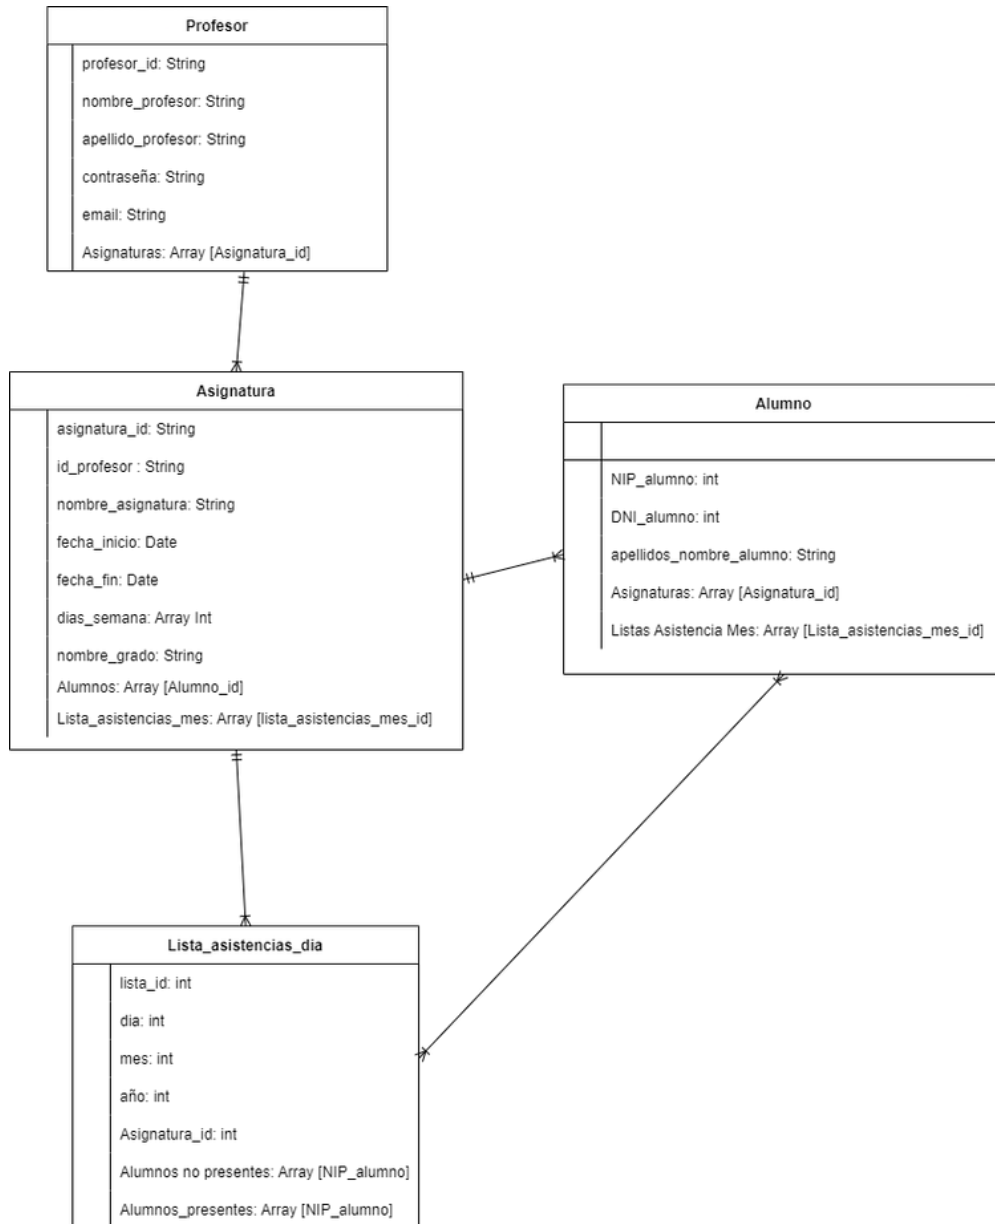 Profesor
profesor_id: String
nombre_profesor: String
apellido_profesor: String
contraseña: String
email: String
Asignaturas: Array [Asignatura_id]
Asignatura
asignatura_id: String
id_profesor : String
nombre_asignatura: String
fecha_inicio: Date
fecha_fin: Date
dias_semana: Array Int
nombre_grado: String
Alumnos: Array [Alumno_id]
Lista_asistencias_mes: Array [lista_asistencias_mes_id]
Alumno
NIP_alumno: int
DNI_alumno: int
apellidos_nombre_alumno: String
Asignaturas: Array [Asignatura_id]
Listas Asistencia Mes: Array [Lista_asistencias_mes_id]
Lista_asistencias_dia
lista_id: int
dia: int
mes: int
año: int
Asignatura_id: int
Alumnos no presentes: Array [NIP_alumno]
Alumnos_presentes: Array [NIP_alumno]